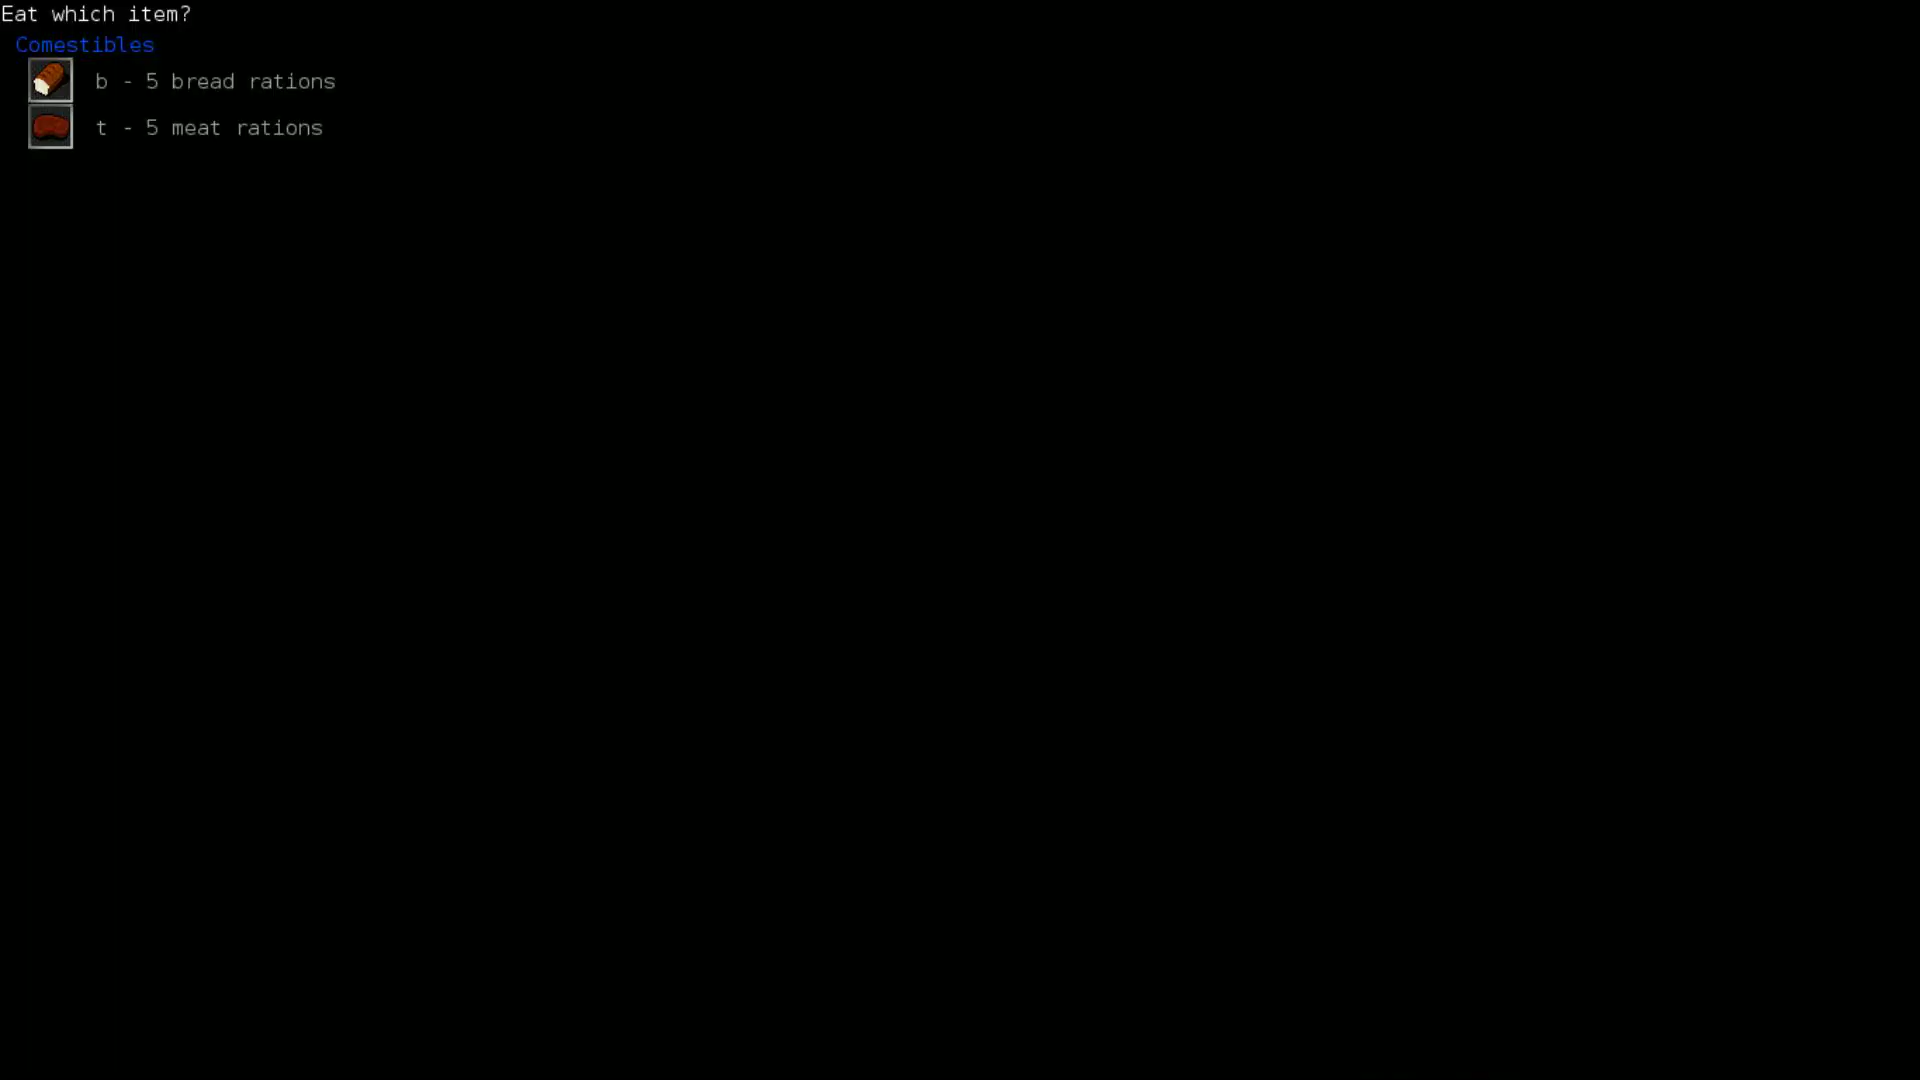 Eat which item?
Comestibles
b - 5 bread rations
t - 5 meat rations